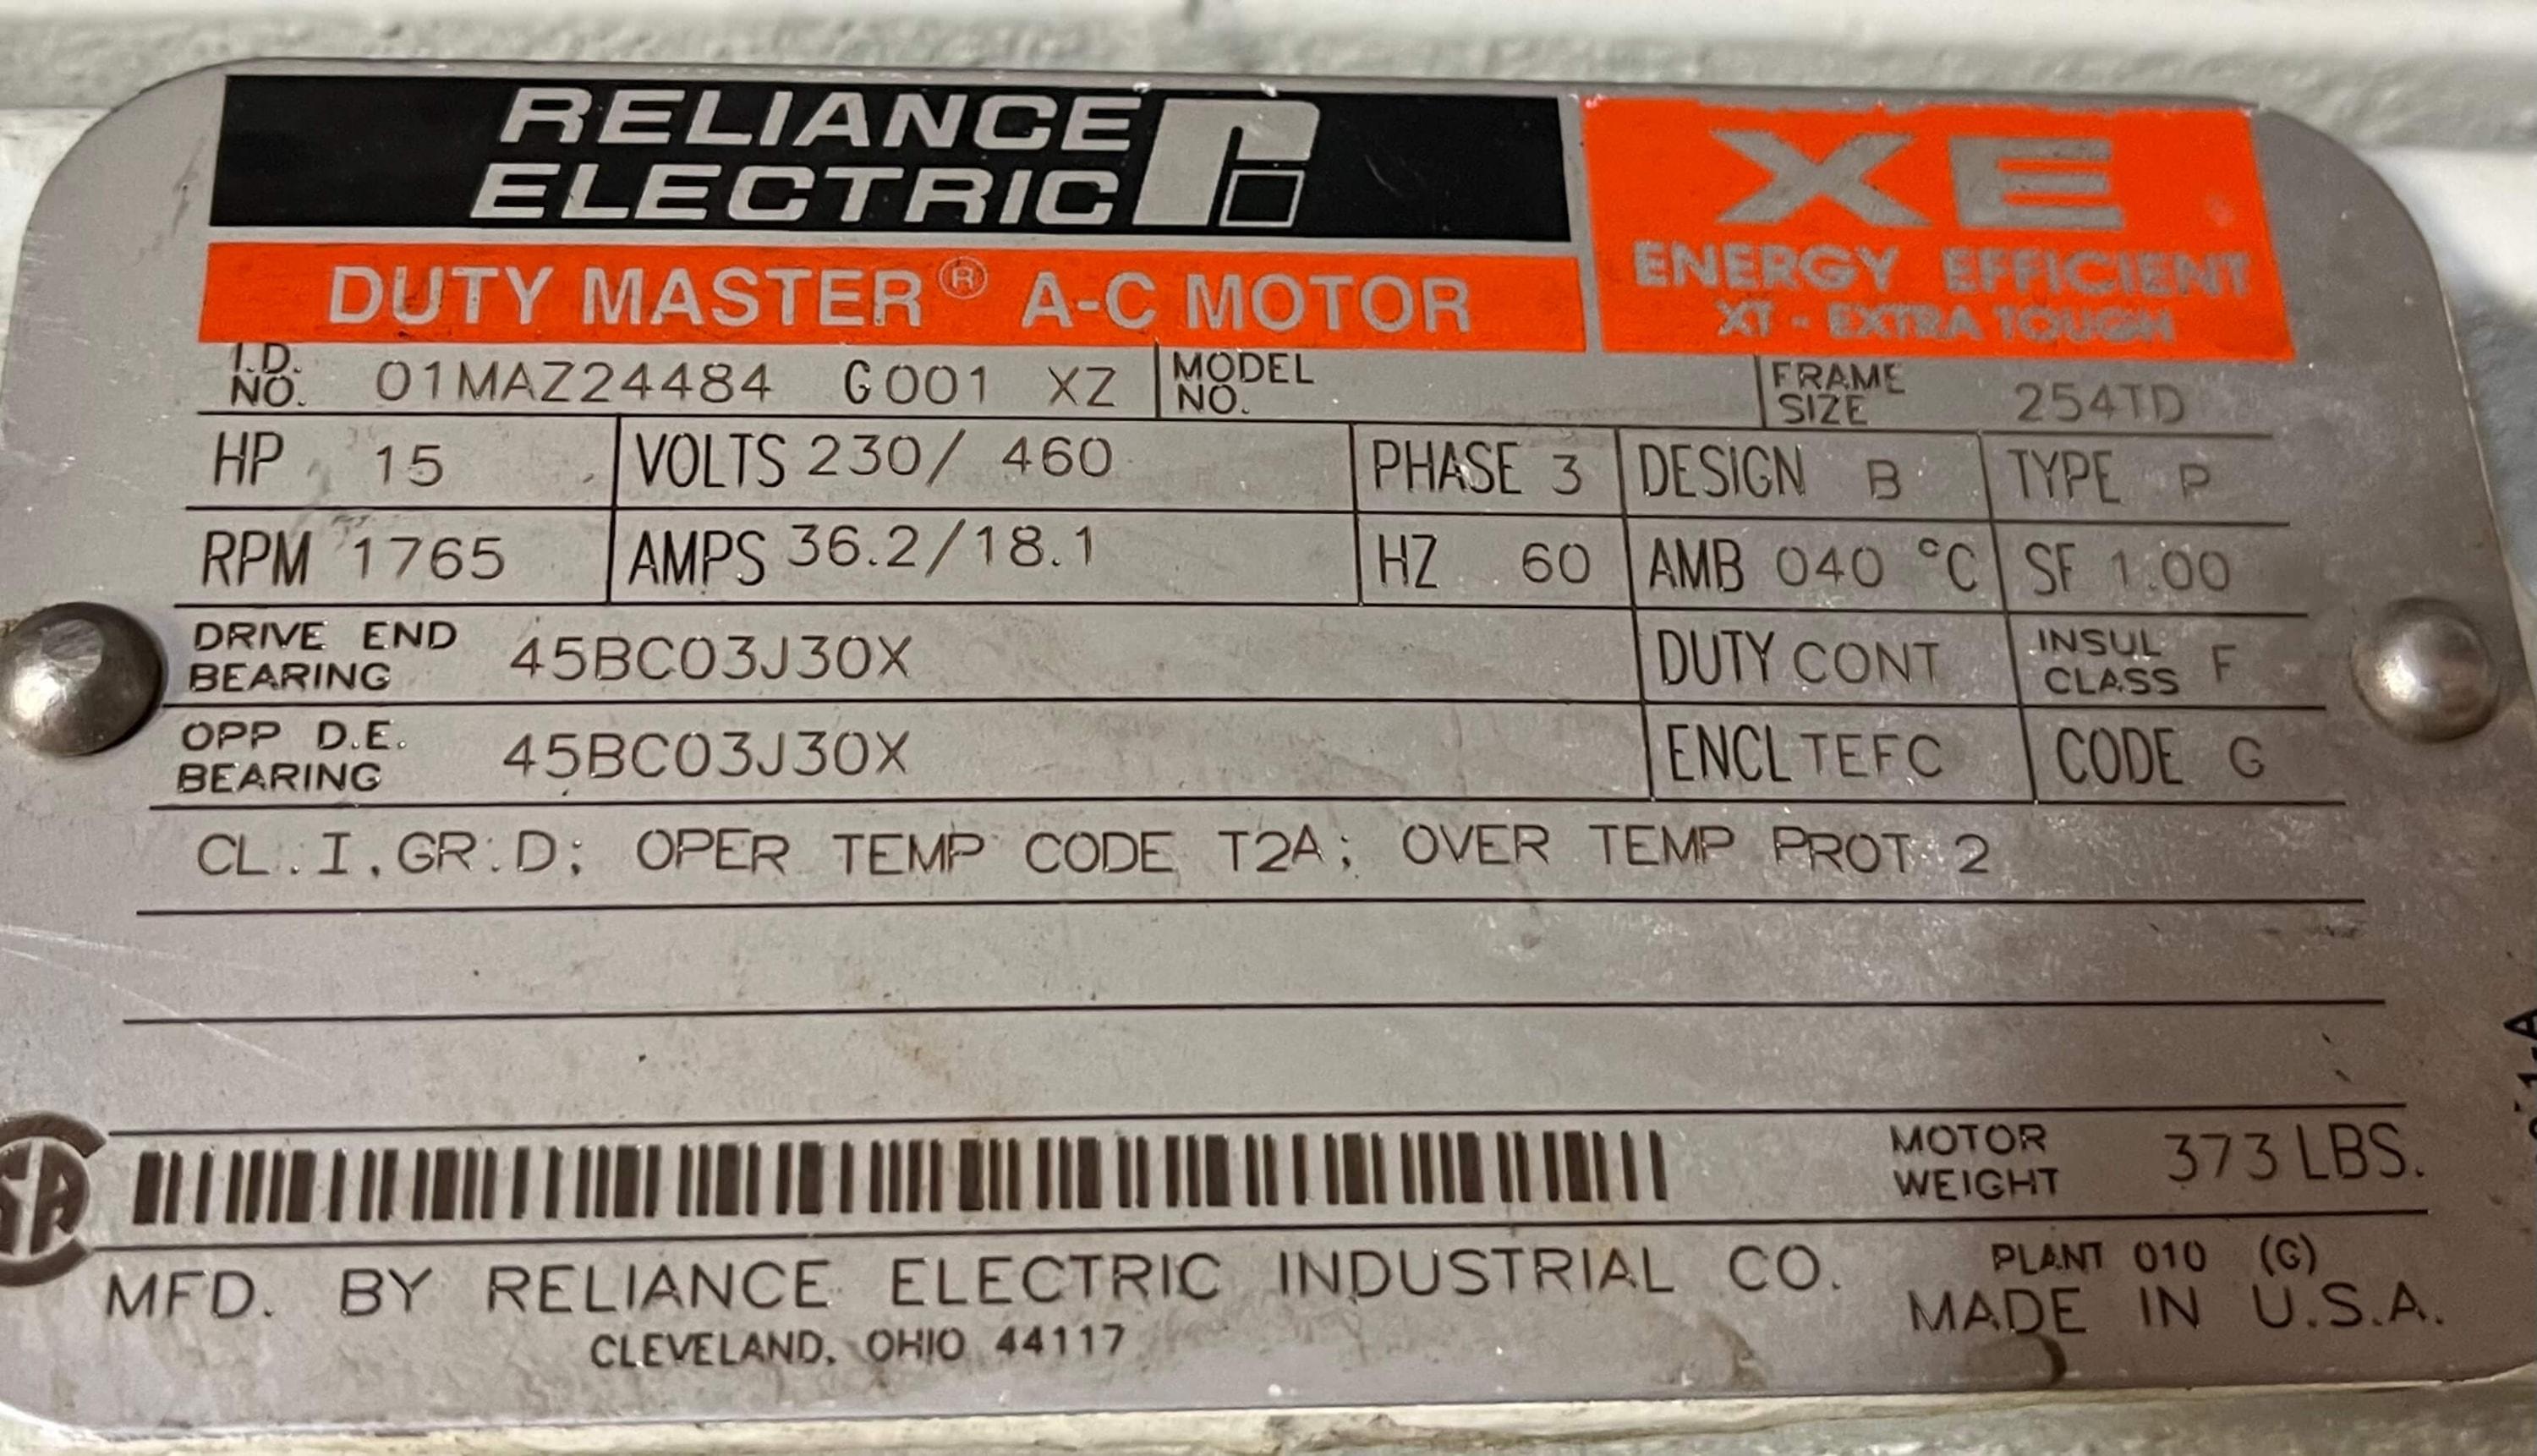 RELIANCE
ELECTRIC
XE
ENERGY EFFICIENT
XT - EXTRA TOUGH
DUTY MASTER® A-C MOTOR
I.D. NO. 01MAZ24484 G001 XZ MODEL NO. FRAME SIZE 254TD
HP 15 VOLTS 230/ 460 PHASE 3 DESIGN B TYPE P
RPM 1765 AMPS 36.2/18.1 HZ 60 AMB 040 °C SF 1.00
DRIVE END BEARING 45BC03J30X DUTY CONT INSUL CLASS F
OPP D.E. BEARING 45BC03J30X ENCL TEFC CODE G
CL.I,GR.D; OPER TEMP CODE T2A; OVER TEMP PROT 2
MOTOR WEIGHT 373 LBS.
MFD. BY RELIANCE ELECTRIC INDUSTRIAL CO.
CLEVELAND, OHIO 44117
PLANT 010 (G)
MADE IN U.S.A.